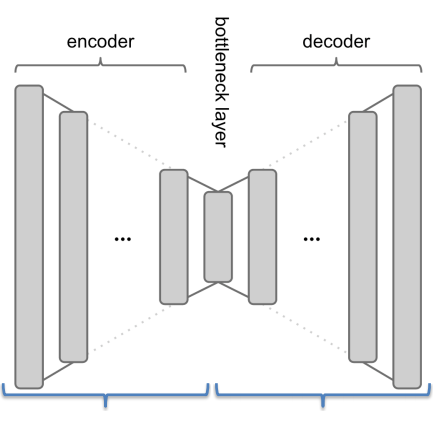 encoder
bottleneck layer
decoder
...
...